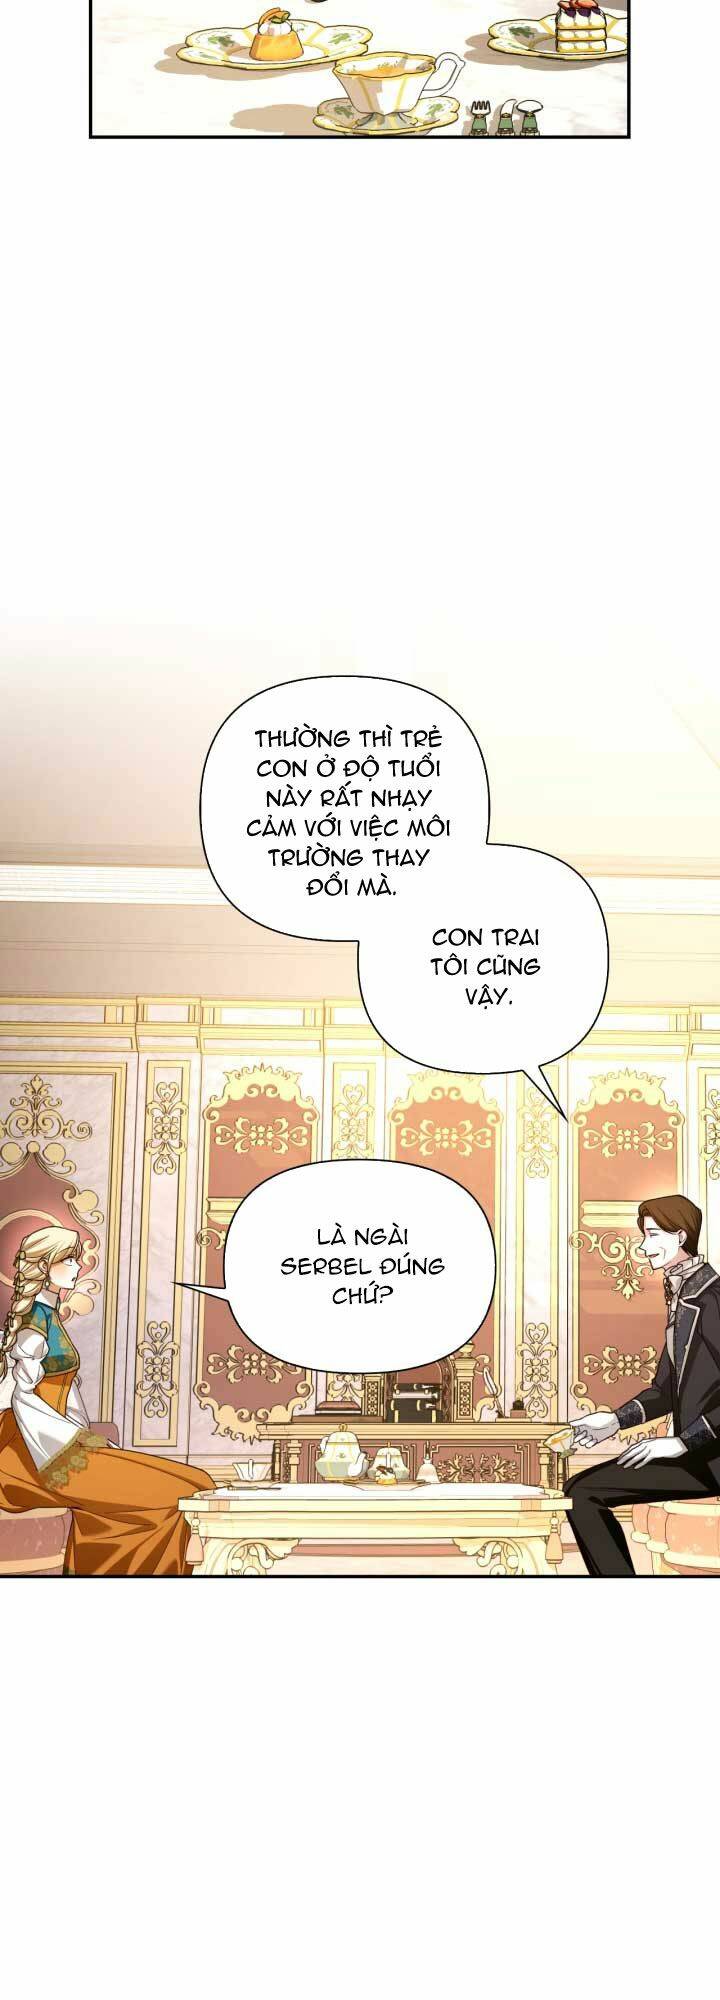 THƯỜNG THÌ TRẺ
CON Ở ĐỘ TUỔI
NÀY RẤT NHẠY
CẢM VỚI VIỆC MÔI
TRƯỜNG THAY
ĐỔI MÀ.
CON TRAI
TÔI CŨNG
VẬY.
LÀ NGÀI
SERBEL ĐÚNG
CHỨ?